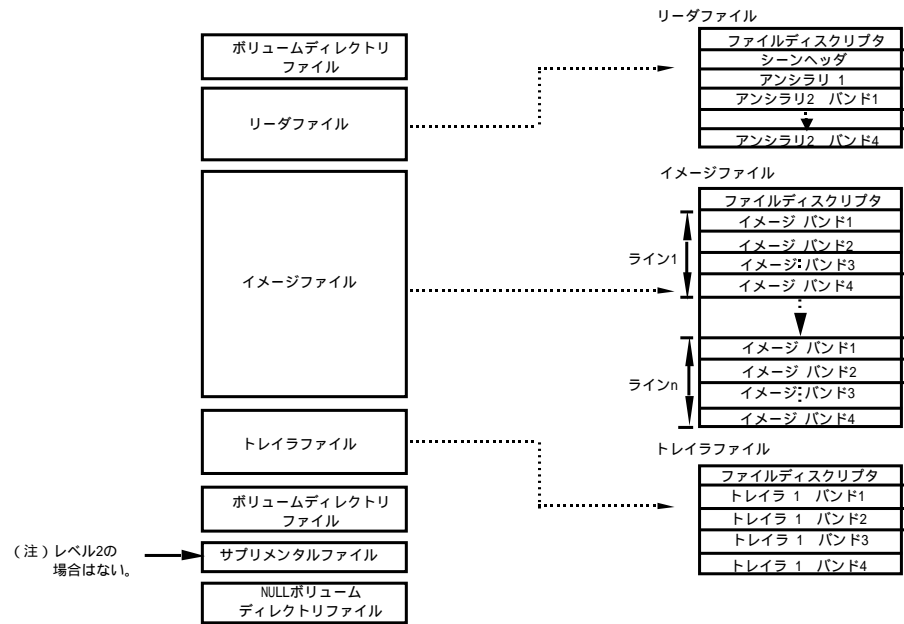 ボリュームディレクトリ
ファイル
リーダファイル
イメージファイル
トレイラファイル
ボリュームディレクトリ
ファイル
(注)レベル2の
場合はない。
サプリメンタルファイル
NULLボリューム
ディレクトリファイル
リーダファイル
ファイルディスクリプタ
シーンヘッダ
アンシラリ 1
アンシラリ2 バンド1
アンシラリ2 バンド4
イメージファイル
ファイルディスクリプタ
ライン1
イメージ バンド1
イメージ バンド2
イメージ バンド3
イメージ バンド4
ラインn
イメージ バンド1
イメージ バンド2
イメージ バンド3
イメージ バンド4
トレイラファイル
ファイルディスクリプタ
トレイラ 1 バンド1
トレイラ 1 バンド2
トレイラ 1 バンド3
トレイラ 1 バンド4